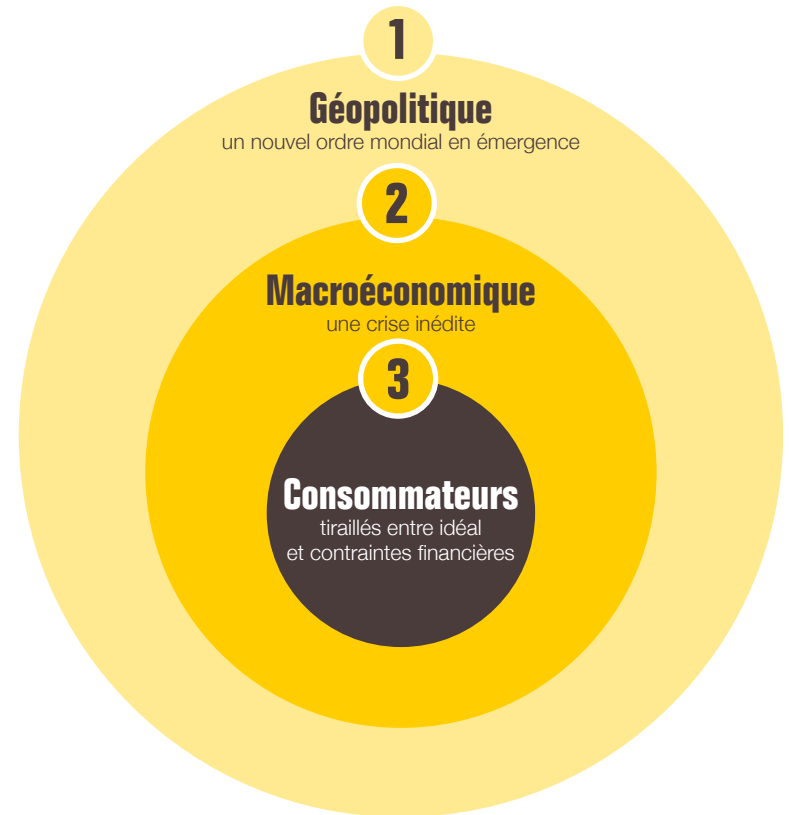 1
Géopolitique
un nouvel ordre mondial en émergence
2
Macroéconomique
une crise inédite
3
Consommateurs
tiraillés entre idéal
et contraintes financières